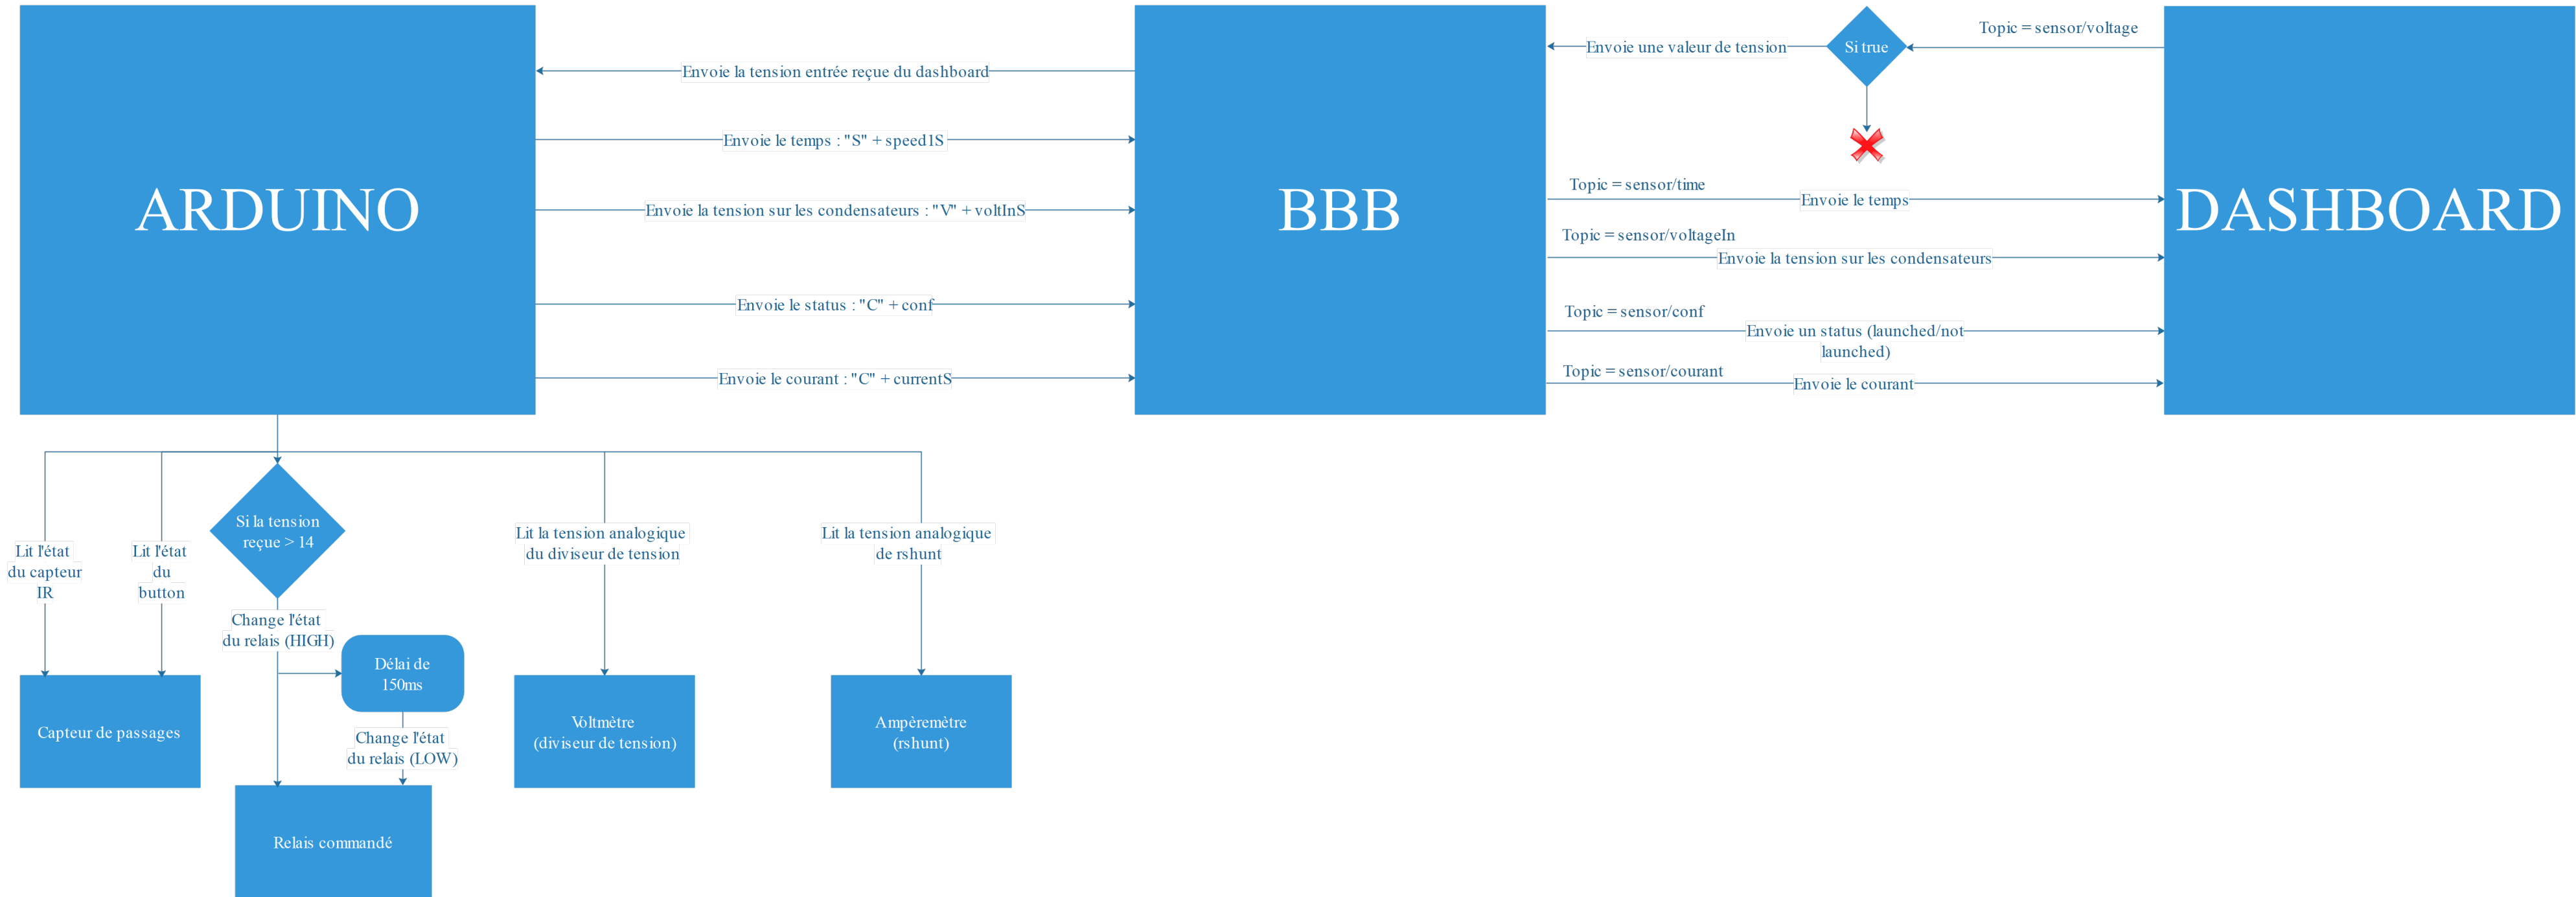 ARDUINO
BBB
DASHBOARD
Envoie la tension entrée reçue du dashboard
Envoie le temps : "S" + speed1S
Envoie la tension sur les condensateurs : "V" + voltInS
Envoie le status : "C" + conf
Envoie le courant : "C" + currentS
Envoie une valeur de tension
Si true
Topic = sensor/voltage
Topic = sensor/time
Envoie le temps
Topic = sensor/voltageIn
Envoie la tension sur les condensateurs
Topic = sensor/conf
Envoie un status (launched/not
launched)
Topic = sensor/courant
Envoie le courant
Lit l'état
du capteur
IR
Lit l'état
du
button
Si la tension
reçue > 14
Change l'état
du relais (HIGH)
Délai de
150ms
Change l'état
du relais (LOW)
Lit la tension analogique
du diviseur de tension
Lit la tension analogique
de rshunt
Capteur de passages
Relais commandé
Voltmètre
(diviseur de tension)
Ampèremètre
(rshunt)